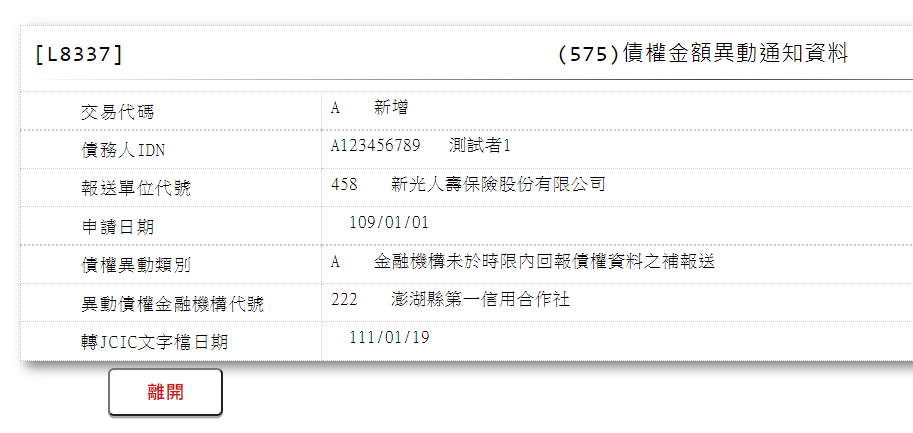 [L8337] (575)債權金額異動通知資料
交易代碼 A 新增
債務人IDN A123456789 測試者1
報送單位代號 458 新光人壽保險股份有限公司
申請日期 109/01/01
債權異動類別 A 金融機構未於時限內回報債權資料之補報送
異動債權金融機構代號 222 澎湖縣第一信用合作社
轉JCIC文字檔日期 111/01/19
離開